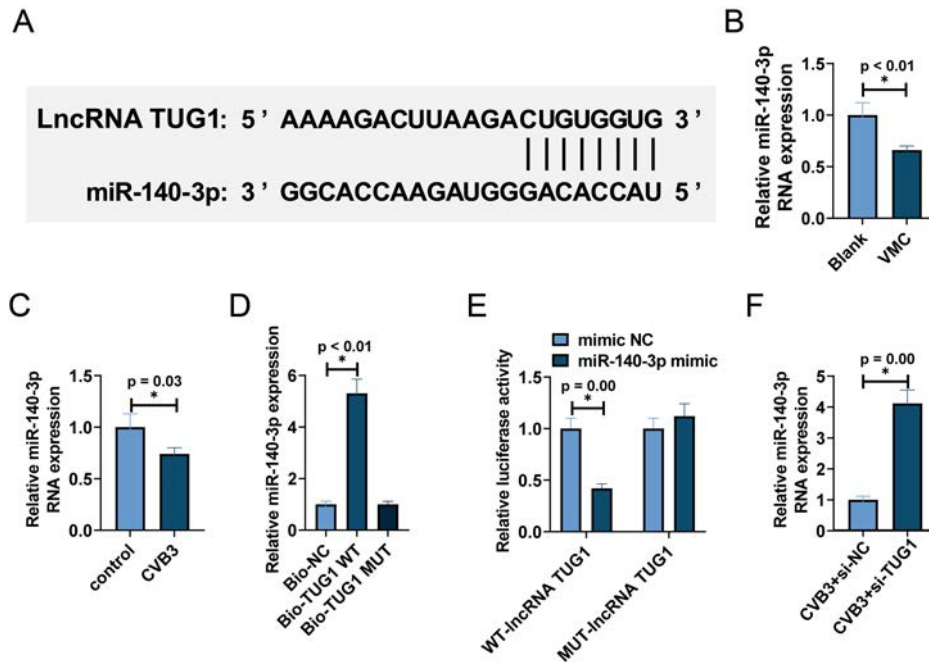 A
LncRNA TUG1: 5 ’ AAAAGACUUAAGACUGUGGUG 3 ’
miR-140-3p: 3 ’ GGCACCAAGAUGGGACACCAU 5 ’
B
Relative miR-140-3p
RNA expression
1.5
1.0
0.5
0.0
p < 0.01
*
Blank
VMC
C
Relative miR-140-3p
RNA expression
1.5
1.0
0.5
0.0
p = 0.03
*
control
CVB3
D
Relative miR-140-3p expression
6
4
2
0
p < 0.01
*
Bio-NC
Bio-TUG1 WT
Bio-TUG1 MUT
E
mimic NC
miR-140-3p mimic
Relative luciferase activity
1.5
1.0
0.5
0.0
p = 0.00
*
WT-lncRNA TUG1
MUT-lncRNA TUG1
F
Relative miR-140-3p
RNA expression
5
4
3
2
1
0
p = 0.00
*
CVB3+si-NC
CVB3+si-TUG1